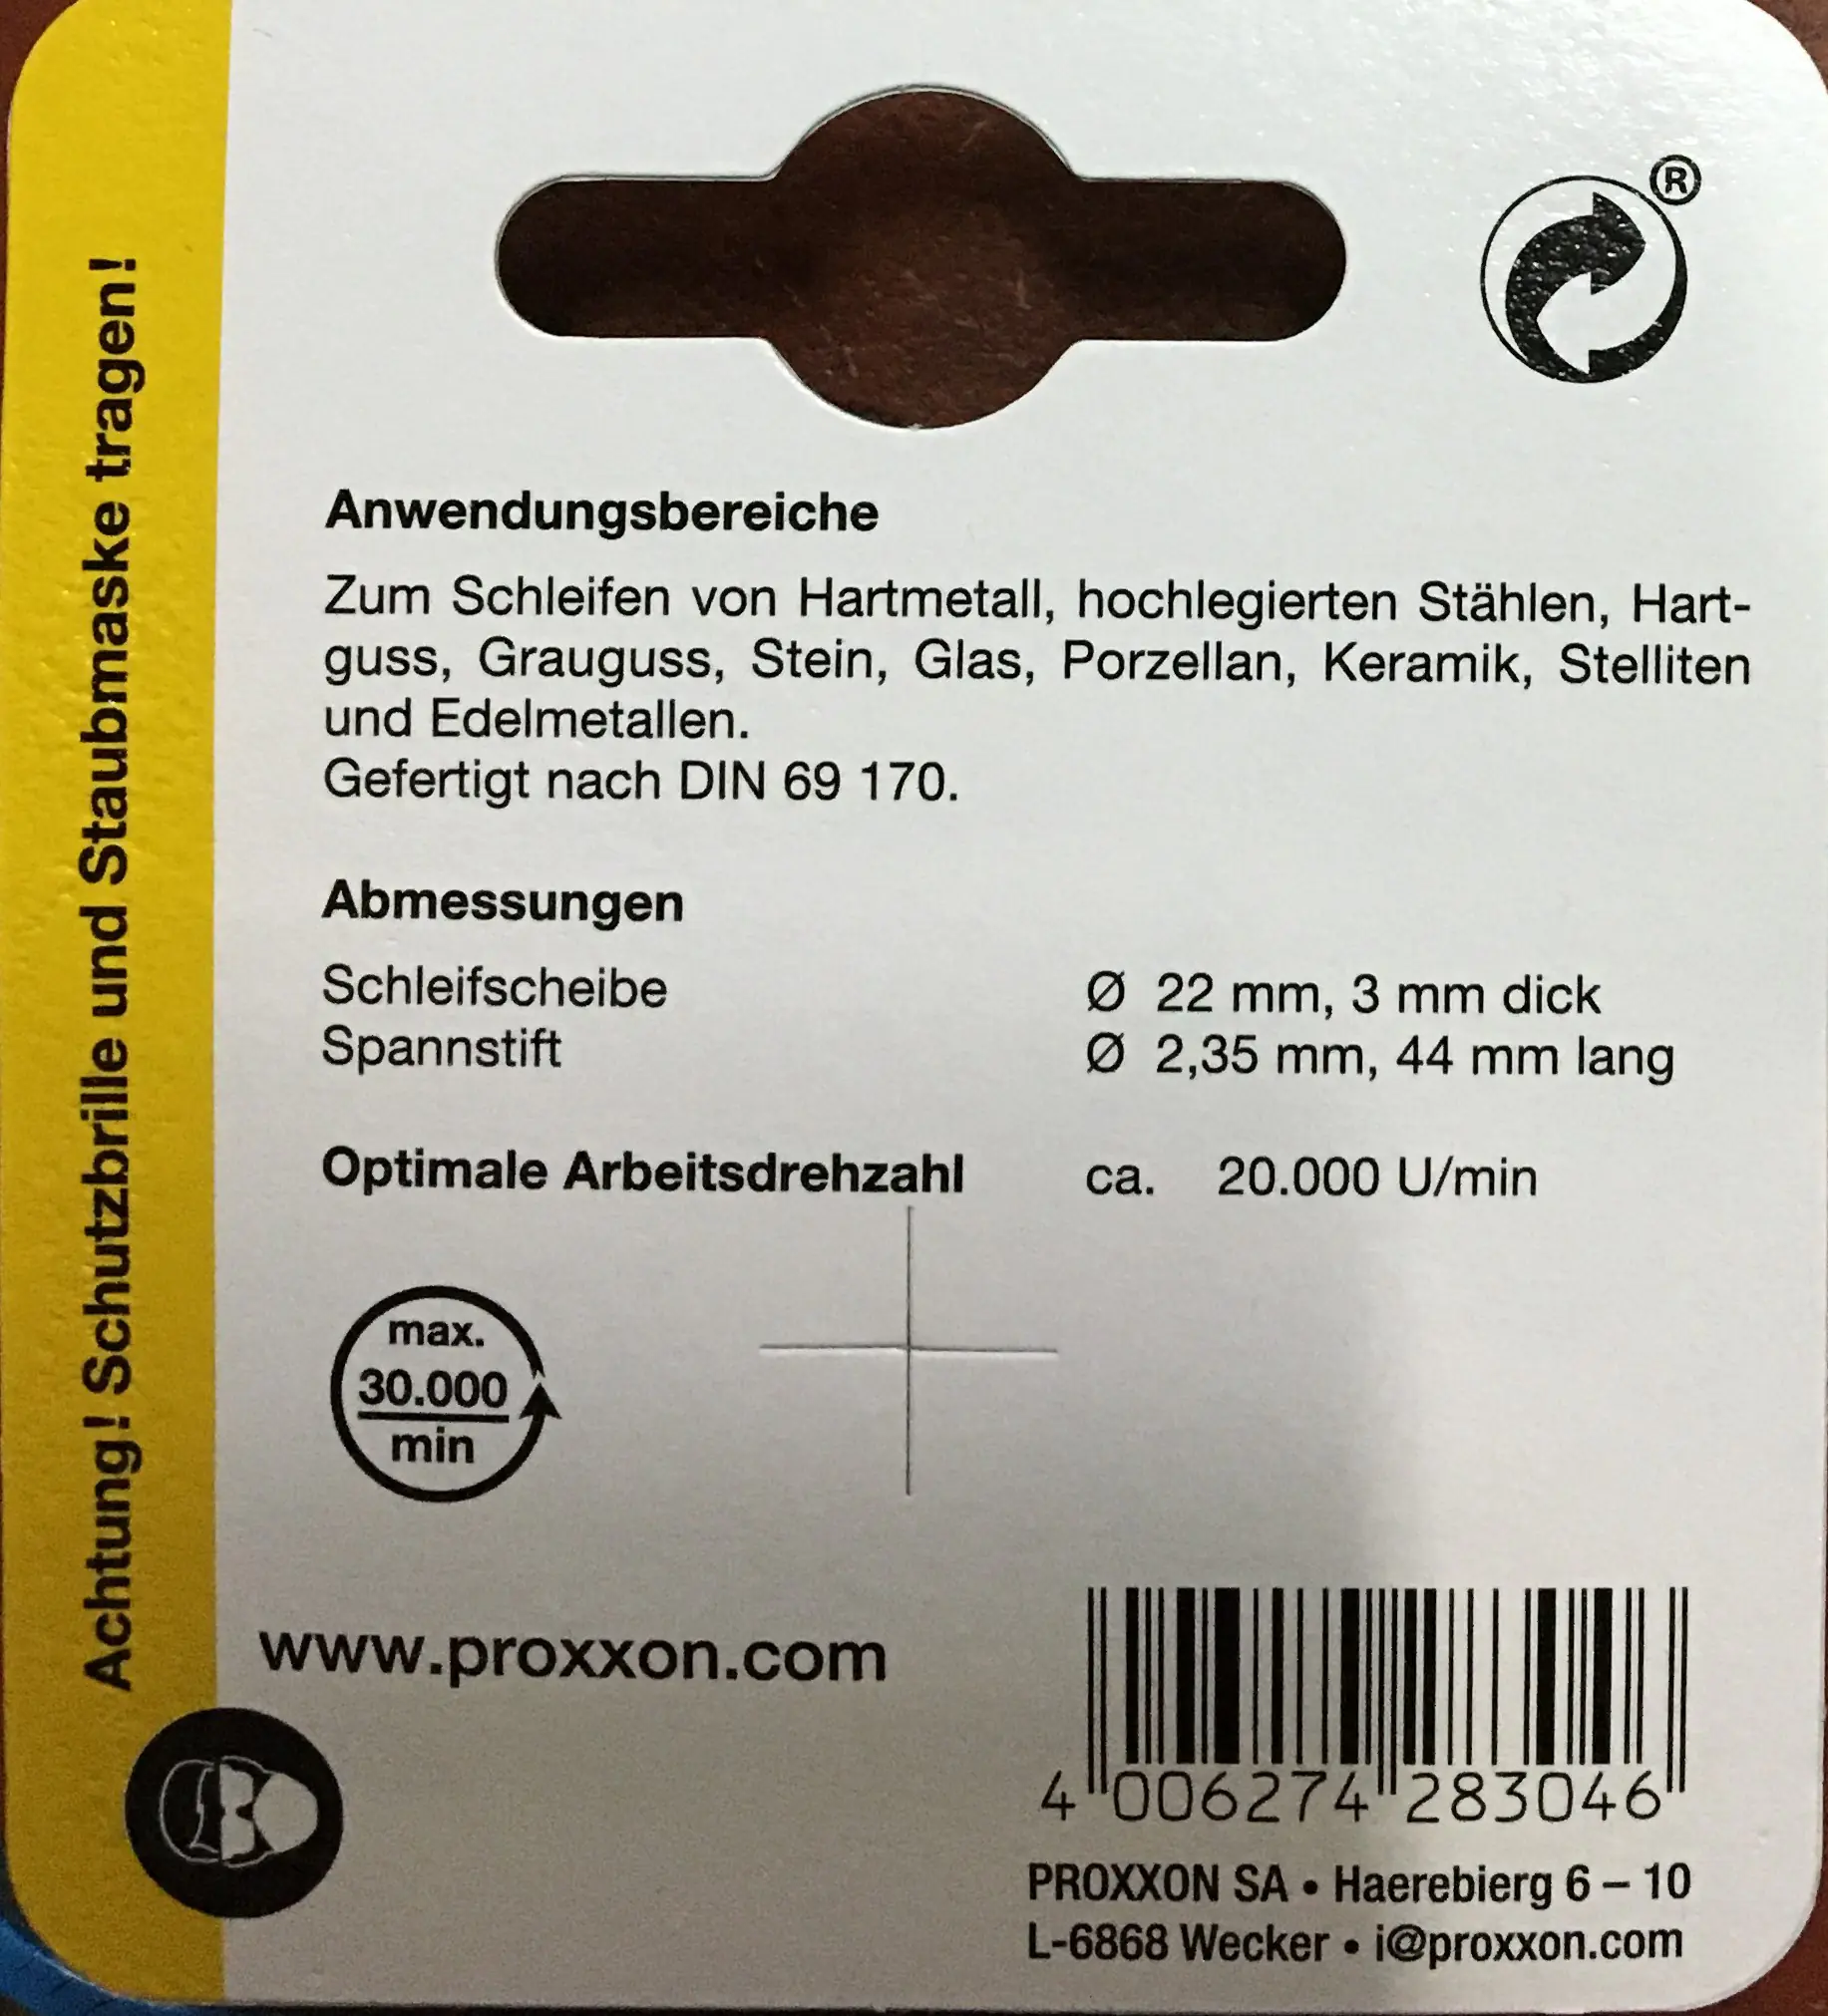 Achtung! Schutzbrille und Staubmaske tragen!
®
Anwendungsbereiche
Zum Schleifen von Hartmetall, hochlegierten Stählen, Hart-
guss, Grauguss, Stein, Glas, Porzellan, Keramik, Stelliten
und Edelmetallen.
Gefertigt nach DIN 69 170.
Abmessungen
Schleifscheibe Ø 22 mm, 3 mm dick
Spannstift Ø 2,35 mm, 44 mm lang
Optimale Arbeitsdrehzahl ca. 20.000 U/min
max.
30.000
min
www.proxxon.com
4 006274 283046
PROXXON SA • Haerebierg 6 – 10
L-6868 Wecker • i@proxxon.com